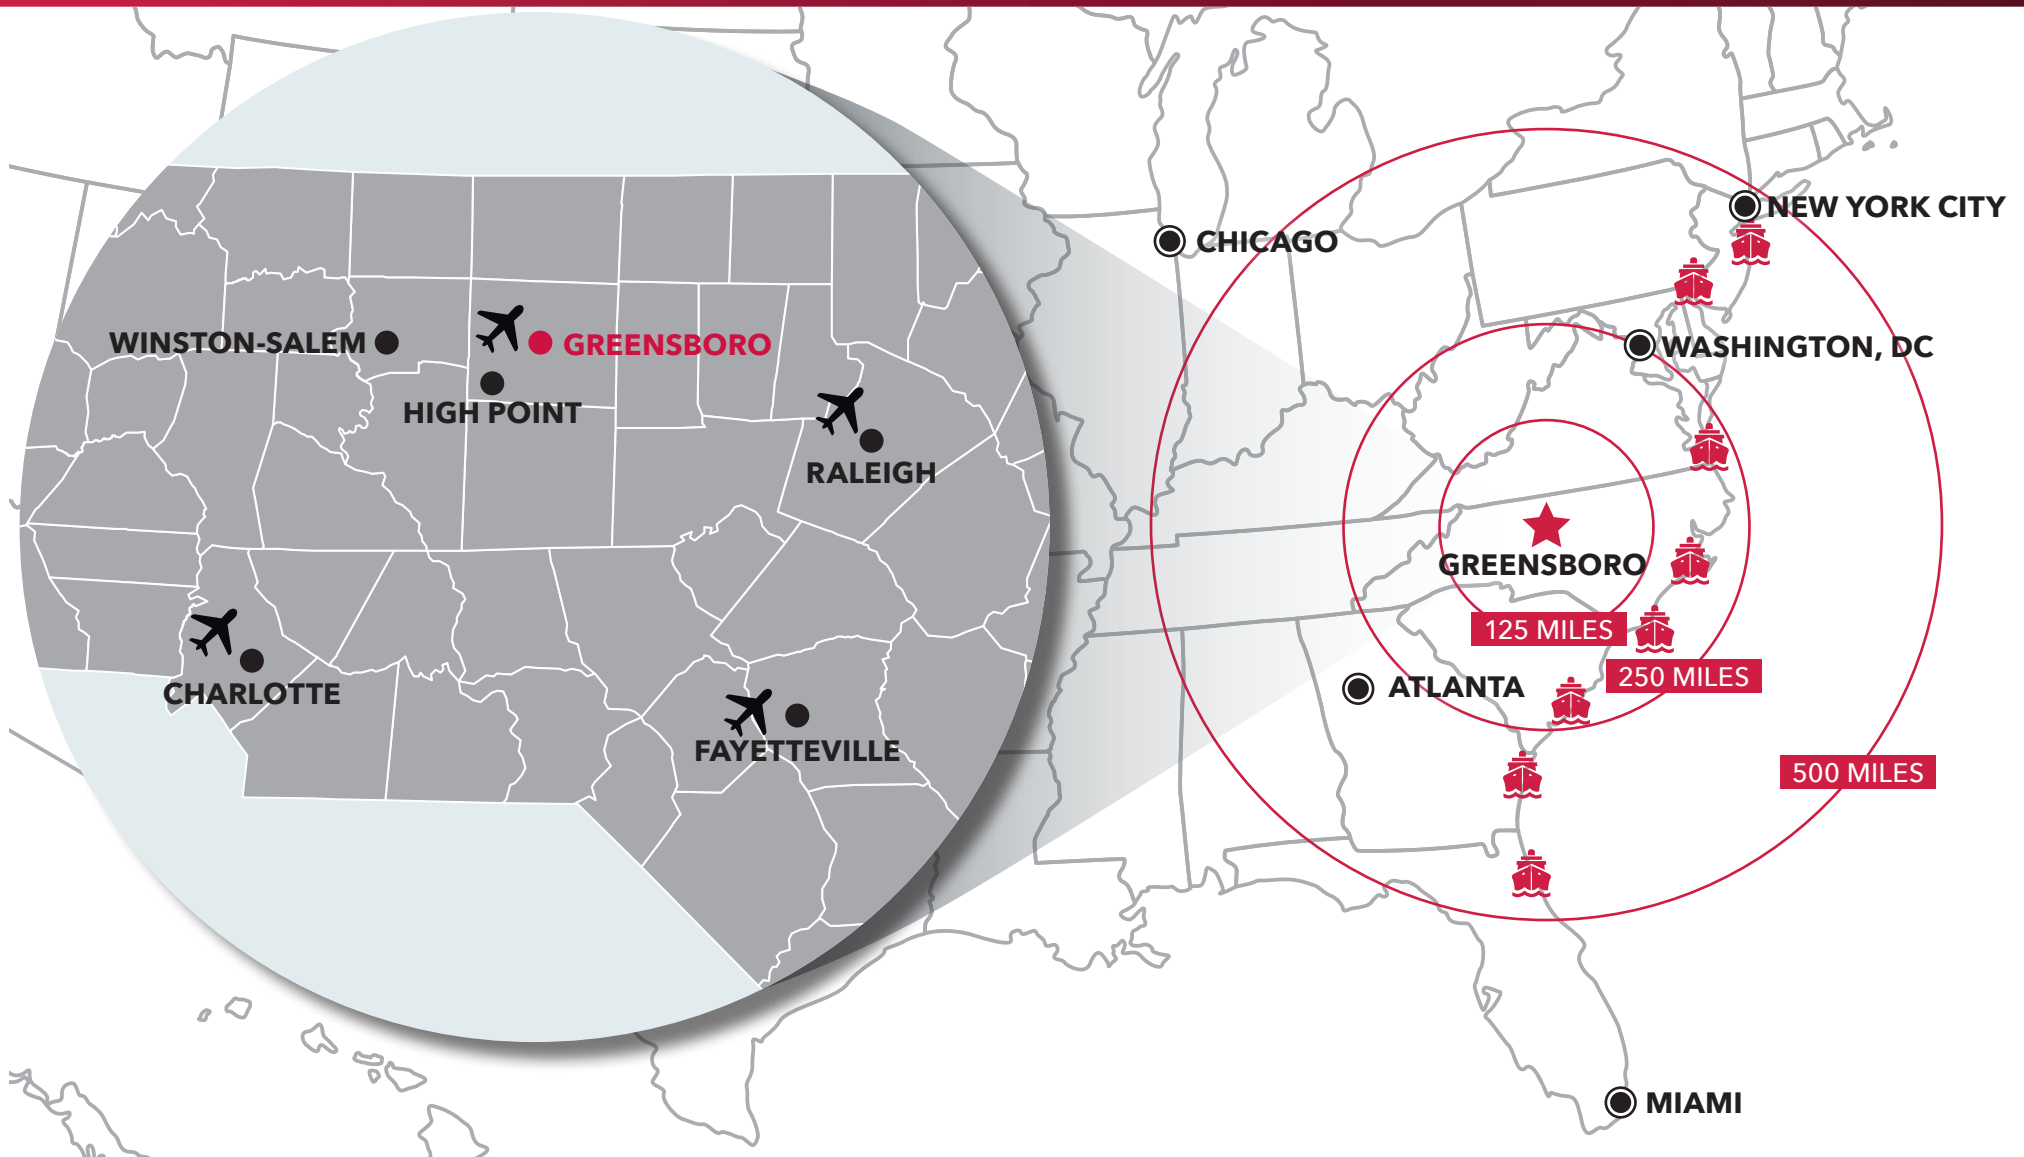 WINSTON-SALEM
GREENSBORO
HIGH POINT
RALEIGH
CHARLOTTE
FAYETTEVILLE
NEW YORK CITY
CHICAGO
WASHINGTON, DC
GREENSBORO
125 MILES
250 MILES
ATLANTA
500 MILES
MIAMI